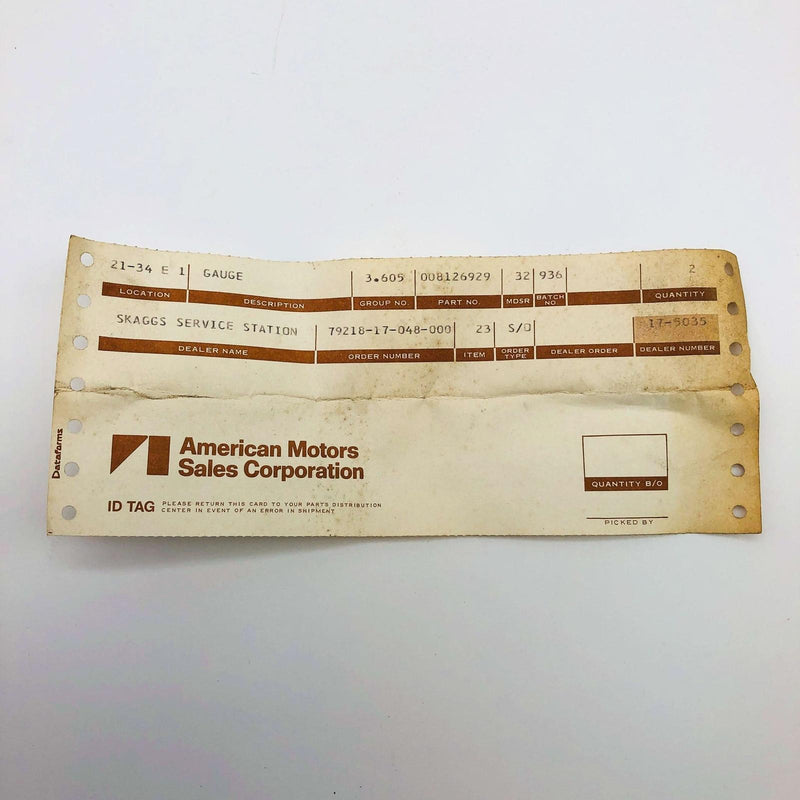 21-34 E 1 GAUGE 3.605 008126929 32 936 2
LOCATION DESCRIPTION GROUP NO. PART NO. MDSR BATCH NO. QUANTITY
SKAGGS SERVICE STATION 79218-17-048-000 23 S/O 17-5035
DEALER NAME ORDER NUMBER ITEM ORDER TYPE DEALER ORDER DEALER NUMBER
Dataforms
American Motors
Sales Corporation
QUANTITY B/O
ID TAG PLEASE RETURN THIS CARD TO YOUR PARTS DISTRIBUTION
CENTER IN EVENT OF AN ERROR IN SHIPMENT
PICKED BY